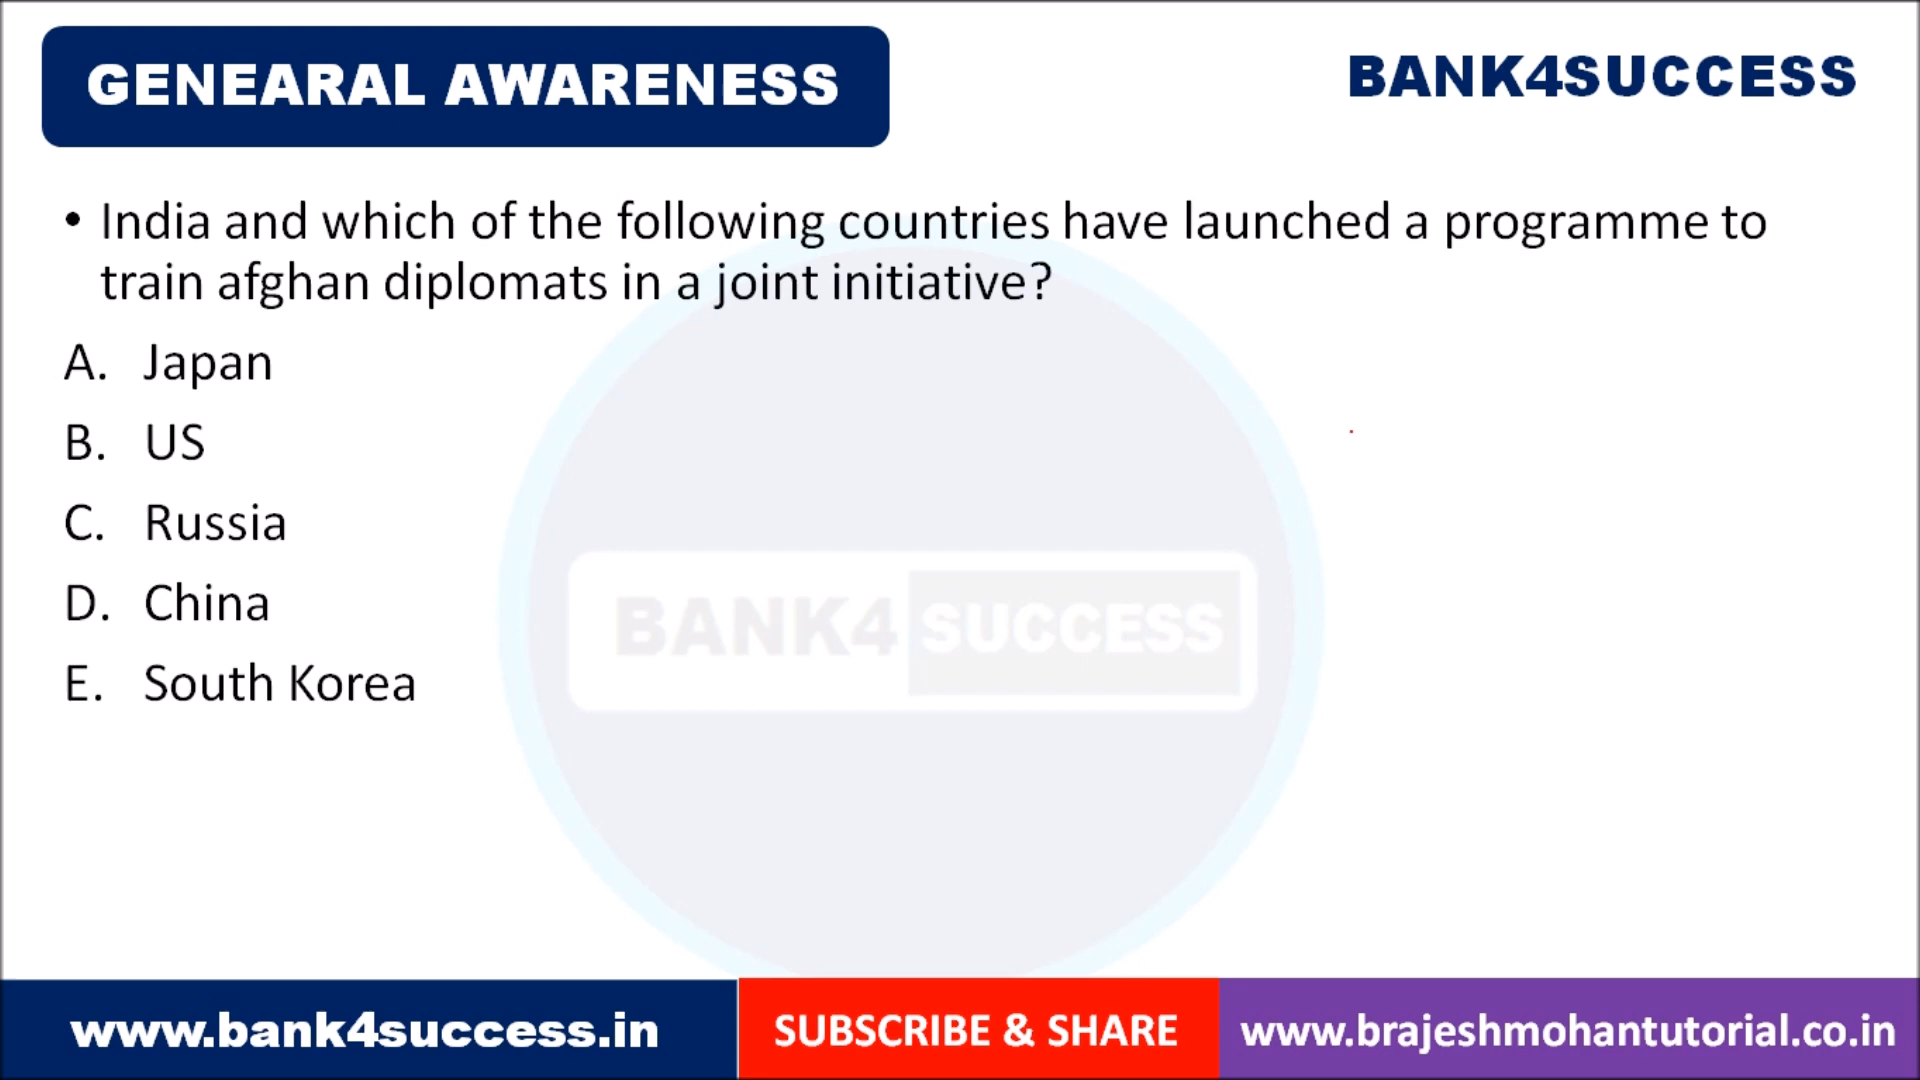 GENEARAL AWARENESS
BANK4SUCCESS
• India and which of the following countries have launched a programme to
train afghan diplomats in a joint initiative?
A. Japan
B. US
C. Russia
D. China
E. South Korea
BANK4 SUCCESS
www.bank4success.in
SUBSCRIBE & SHARE
www.brajeshmohantutorial.co.in